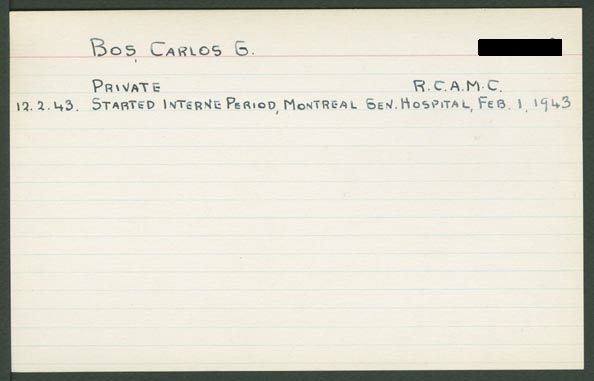 Bos, Carlos G.
Private R.C.A.M.C.
12.2.43. Started Interne Period, Montreal Gen. Hospital, Feb. 1, 1943